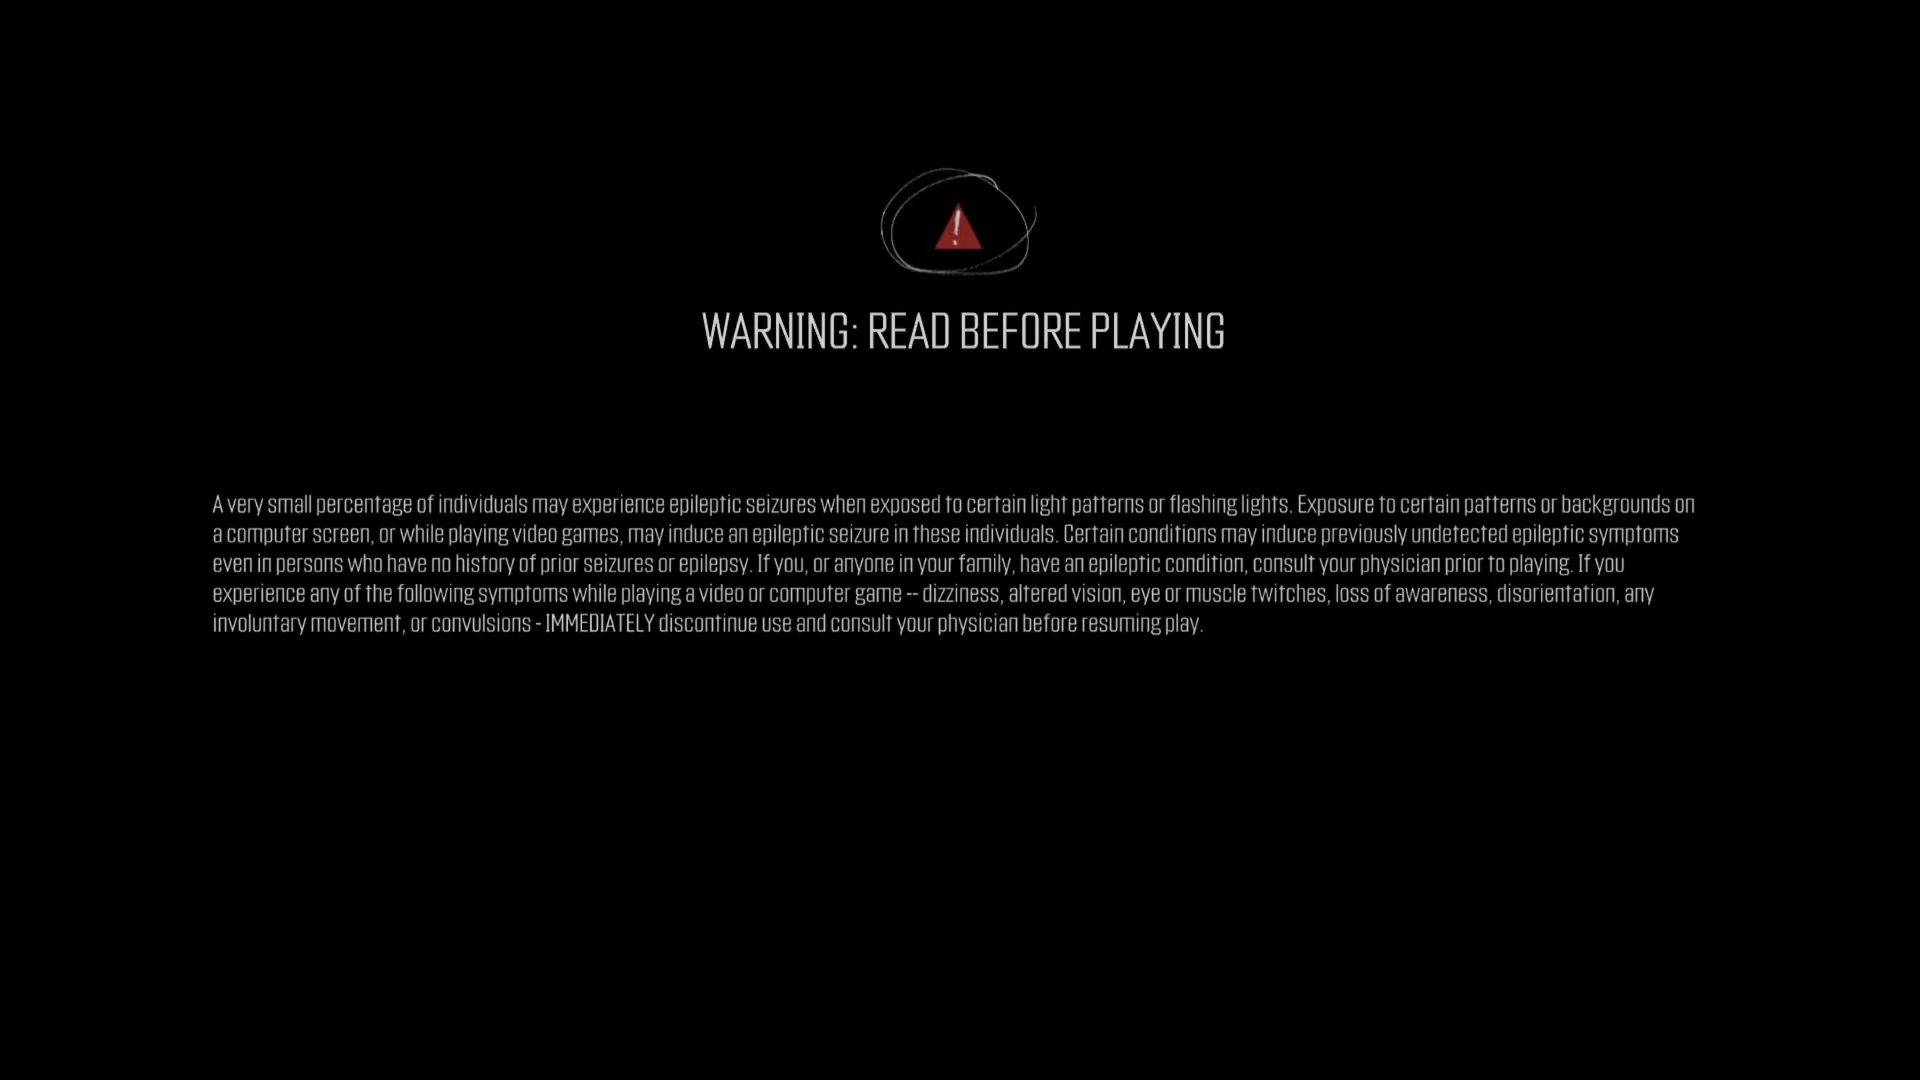 WARNING: READ BEFORE PLAYING
A very small percentage of individuals may experience epileptic seizures when exposed to certain light patterns or flashing lights. Exposure to certain patterns or backgrounds on
a computer screen, or while playing video games, may induce an epileptic seizure in these individuals. Certain conditions may induce previously undetected epileptic symptoms
even in persons who have no history of prior seizures or epilepsy. If you, or anyone in your family, have an epileptic condition, consult your physician prior to playing. If you
experience any of the following symptoms while playing a video or computer game -- dizziness, altered vision, eye or muscle twitches, loss of awareness, disorientation, any
involuntary movement, or convulsions - IMMEDIATELY discontinue use and consult your physician before resuming play.